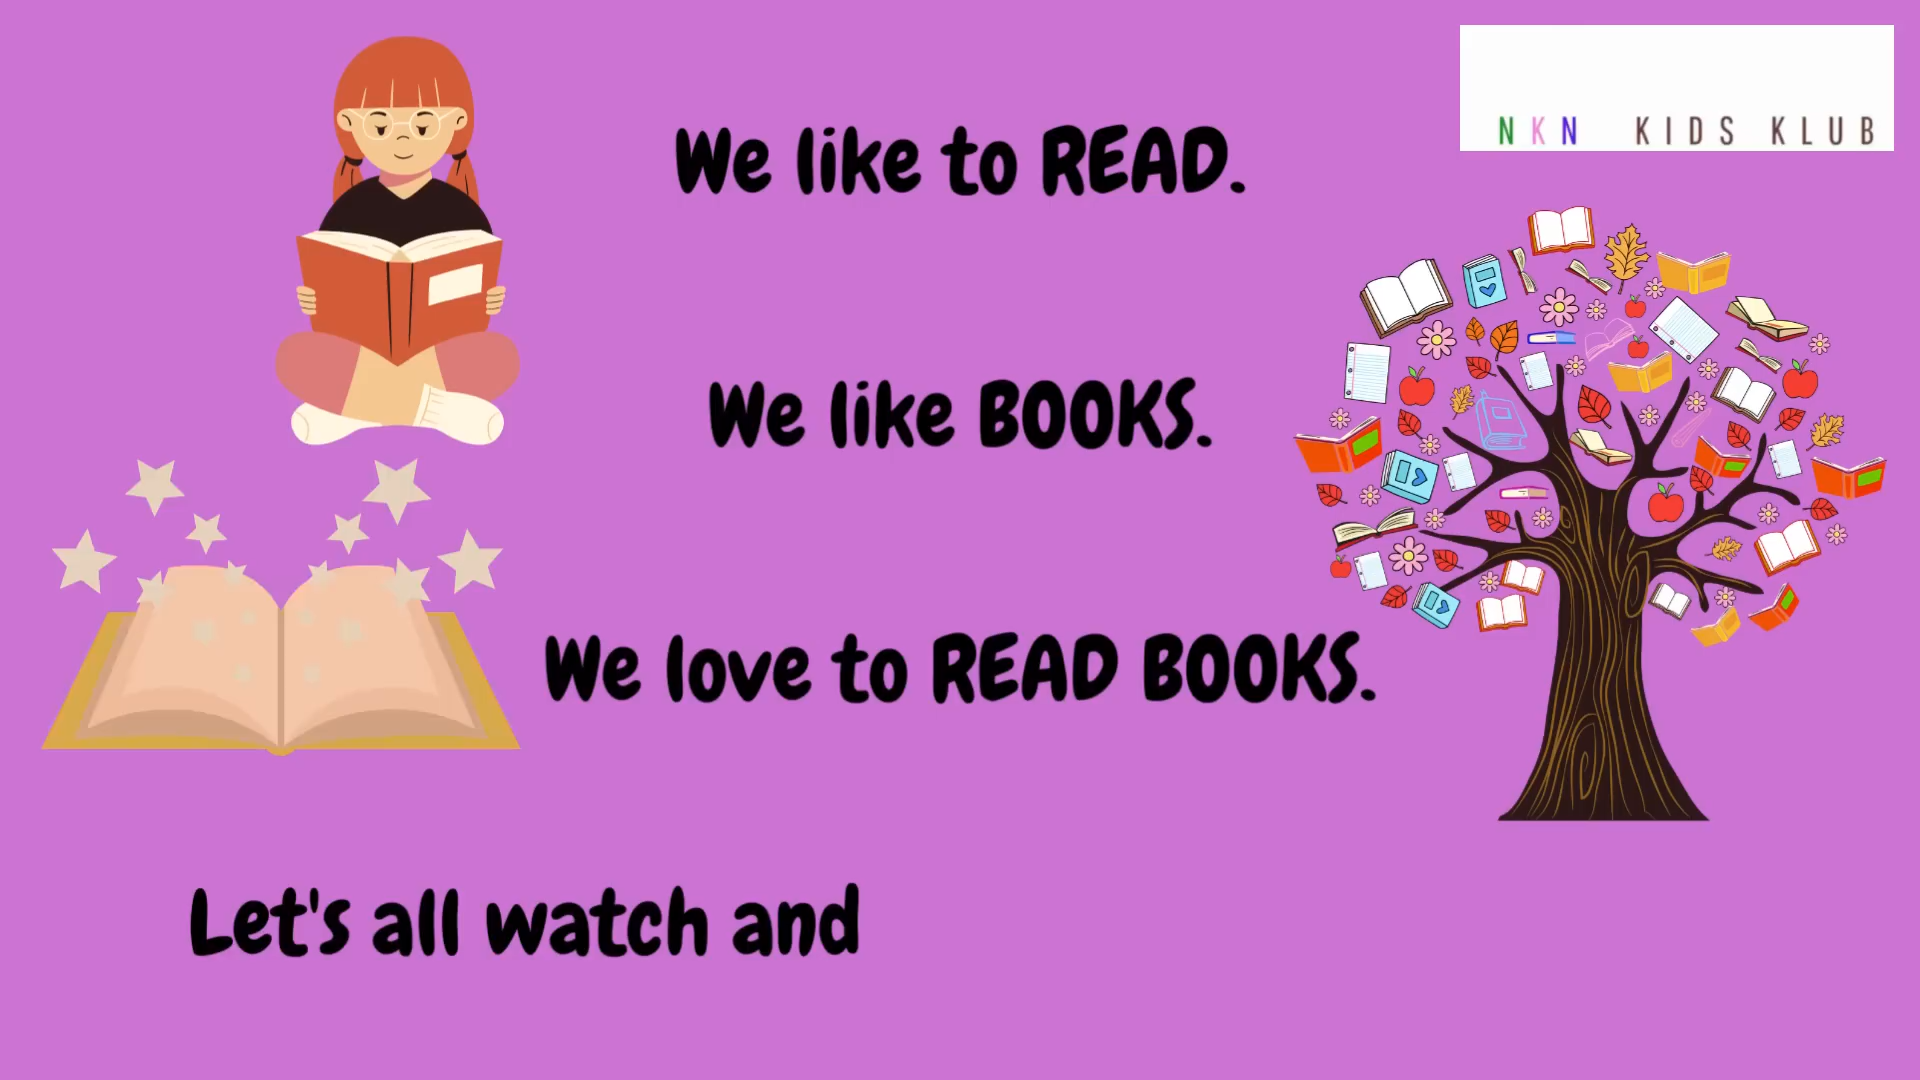 NKN KIDS KLUB
We like to READ.
We like BOOKS.
We love to READ BOOKS.
Let's all watch and